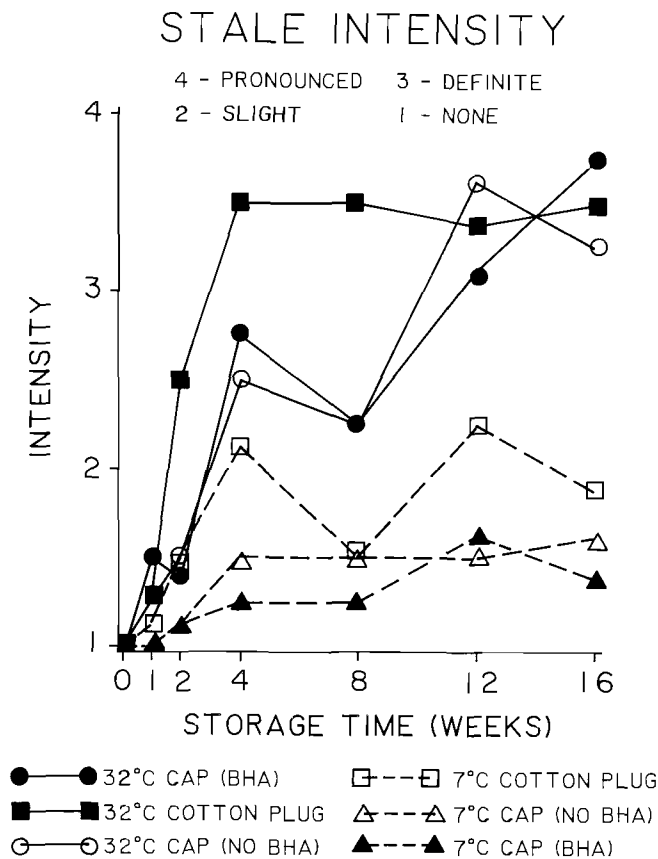 STALE INTENSITY
4 - PRONOUNCED 3 - DEFINITE
2 - SLIGHT 1 - NONE
4
3
2
1
INTENSITY
0 1 2 4 8 12 16
STORAGE TIME (WEEKS)
32°C CAP (BHA) 7°C COTTON PLUG
32°C COTTON PLUG 7°C CAP (NO BHA)
32°C CAP (NO BHA) 7°C CAP (BHA)